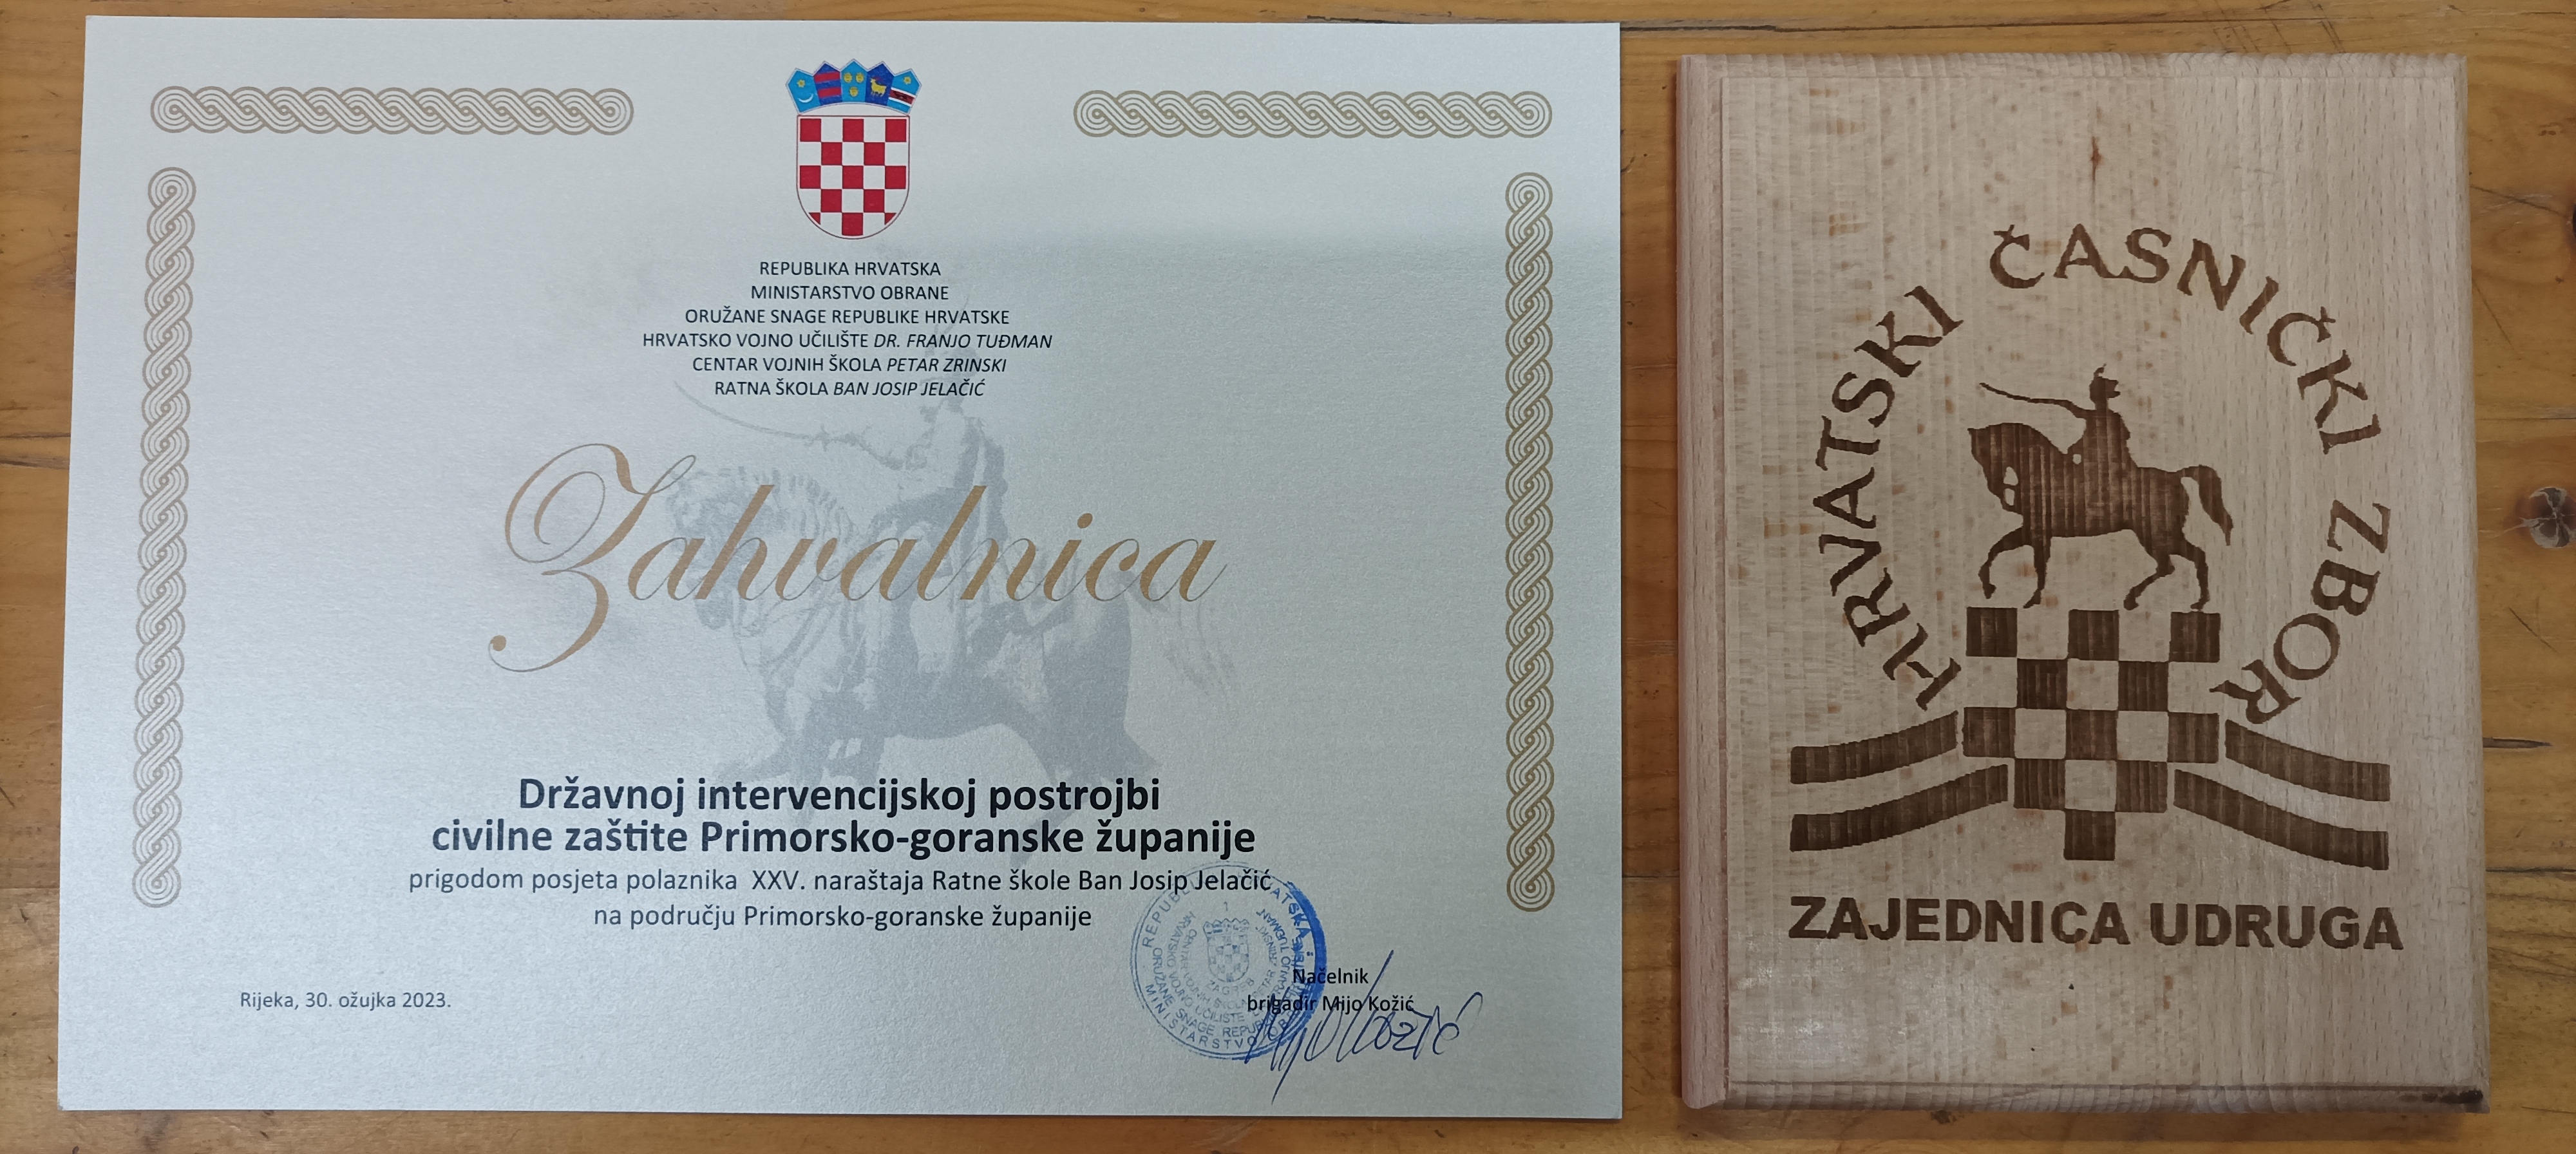 REPUBLIKA HRVATSKA
MINISTARSTVO OBRANE
ORUŽANE SNAGE REPUBLIKE HRVATSKE
HRVATSKO VOJNO UČILIŠTE DR. FRANJO TUĐMAN
CENTAR VOJNIH ŠKOLA PETAR ZRINSKI
RATNA ŠKOLA BAN JOSIP JELAČIĆ
Zahvalnica
Državnoj intervencijskoj postrojbi
civilne zaštite Primorsko-goranske županije
prigodom posjeta polaznika XXV. naraštaja Ratne škole Ban Josip Jelačić
na području Primorsko-goranske županije
Rijeka, 30. ožujka 2023.
Načelnik
brigadir Mijo Kožić
HRVATSKI ČASNIČKI ZBOR
ZAJEDNICA UDRUGA